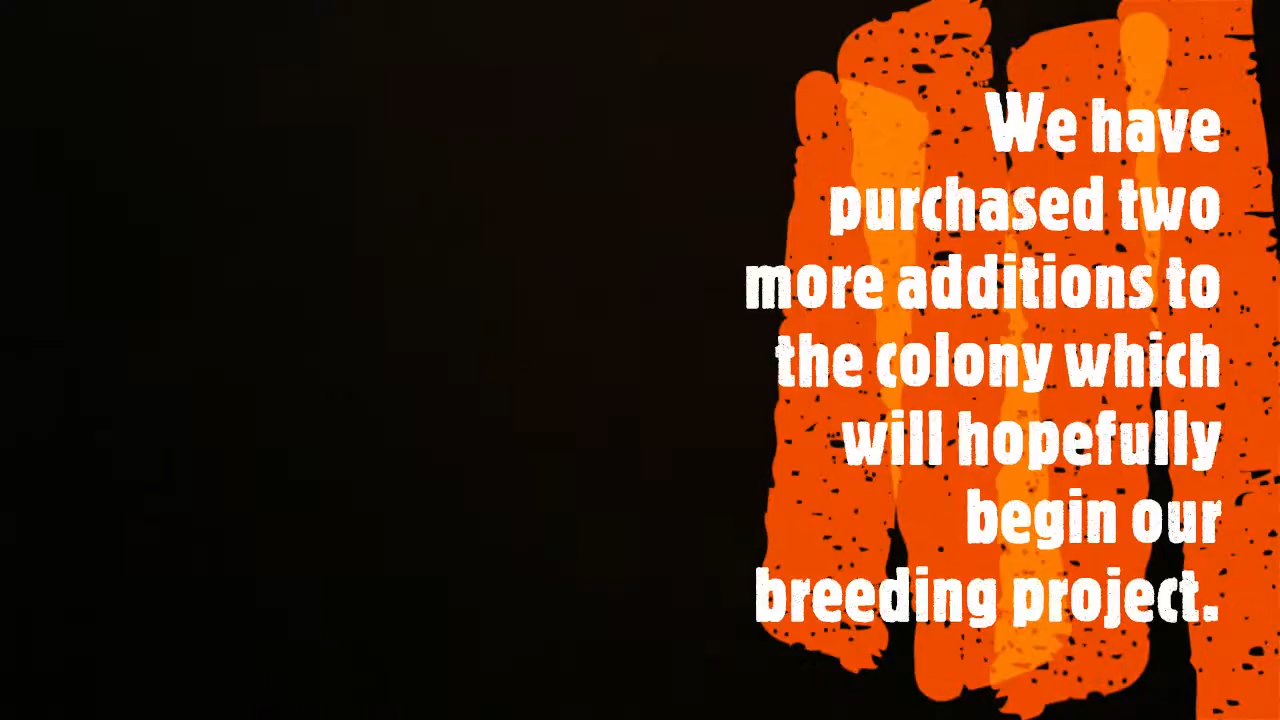 We have
purchased two
more additions to
the colony which
will hopefully
begin our
breeding project.